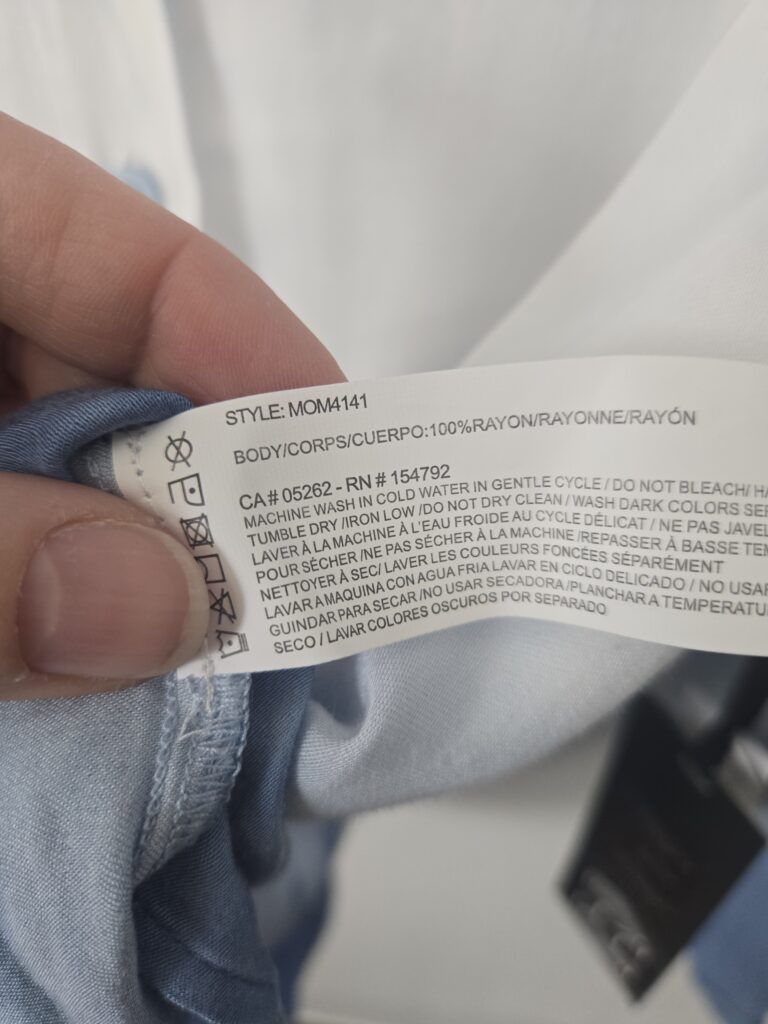 STYLE: MOM4141
BODY/CORPS/CUERPO:100%RAYON/RAYONNE/RAYÓN
CA# 05262 - RN # 154792
MACHINE WASH IN COLD WATER IN GENTLE CYCLE / DO NOT BLEACH/
TUMBLE DRY /IRON LOW /DO NOT DRY CLEAN / WASH DARK COLORS
LAVER À LA MACHINE À L'EAU FROIDE AU CYCLE DÉLICAT / NE PAS
POUR SÉCHER /NE PAS SÉCHER À LA MACHINE /REPASSER À BASSE
NETTOYER À SEC/ LAVER LES COULEURS FONCÉES SÉPARÉMENT
LAVAR A MAQUINA CON AGUA FRIA LAVAR EN CICLO DELICADO / NO
GUINDAR PARA SECAR /NO USAR SECADORA /PLANCHAR A
SECO / LAVAR COLORES OSCUROS POR SEPARADO